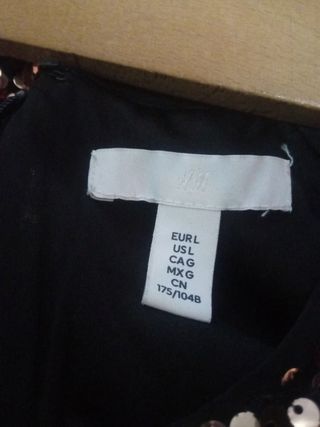 H&M
EUR L
US L
CA G
MX G
CN
175/104B